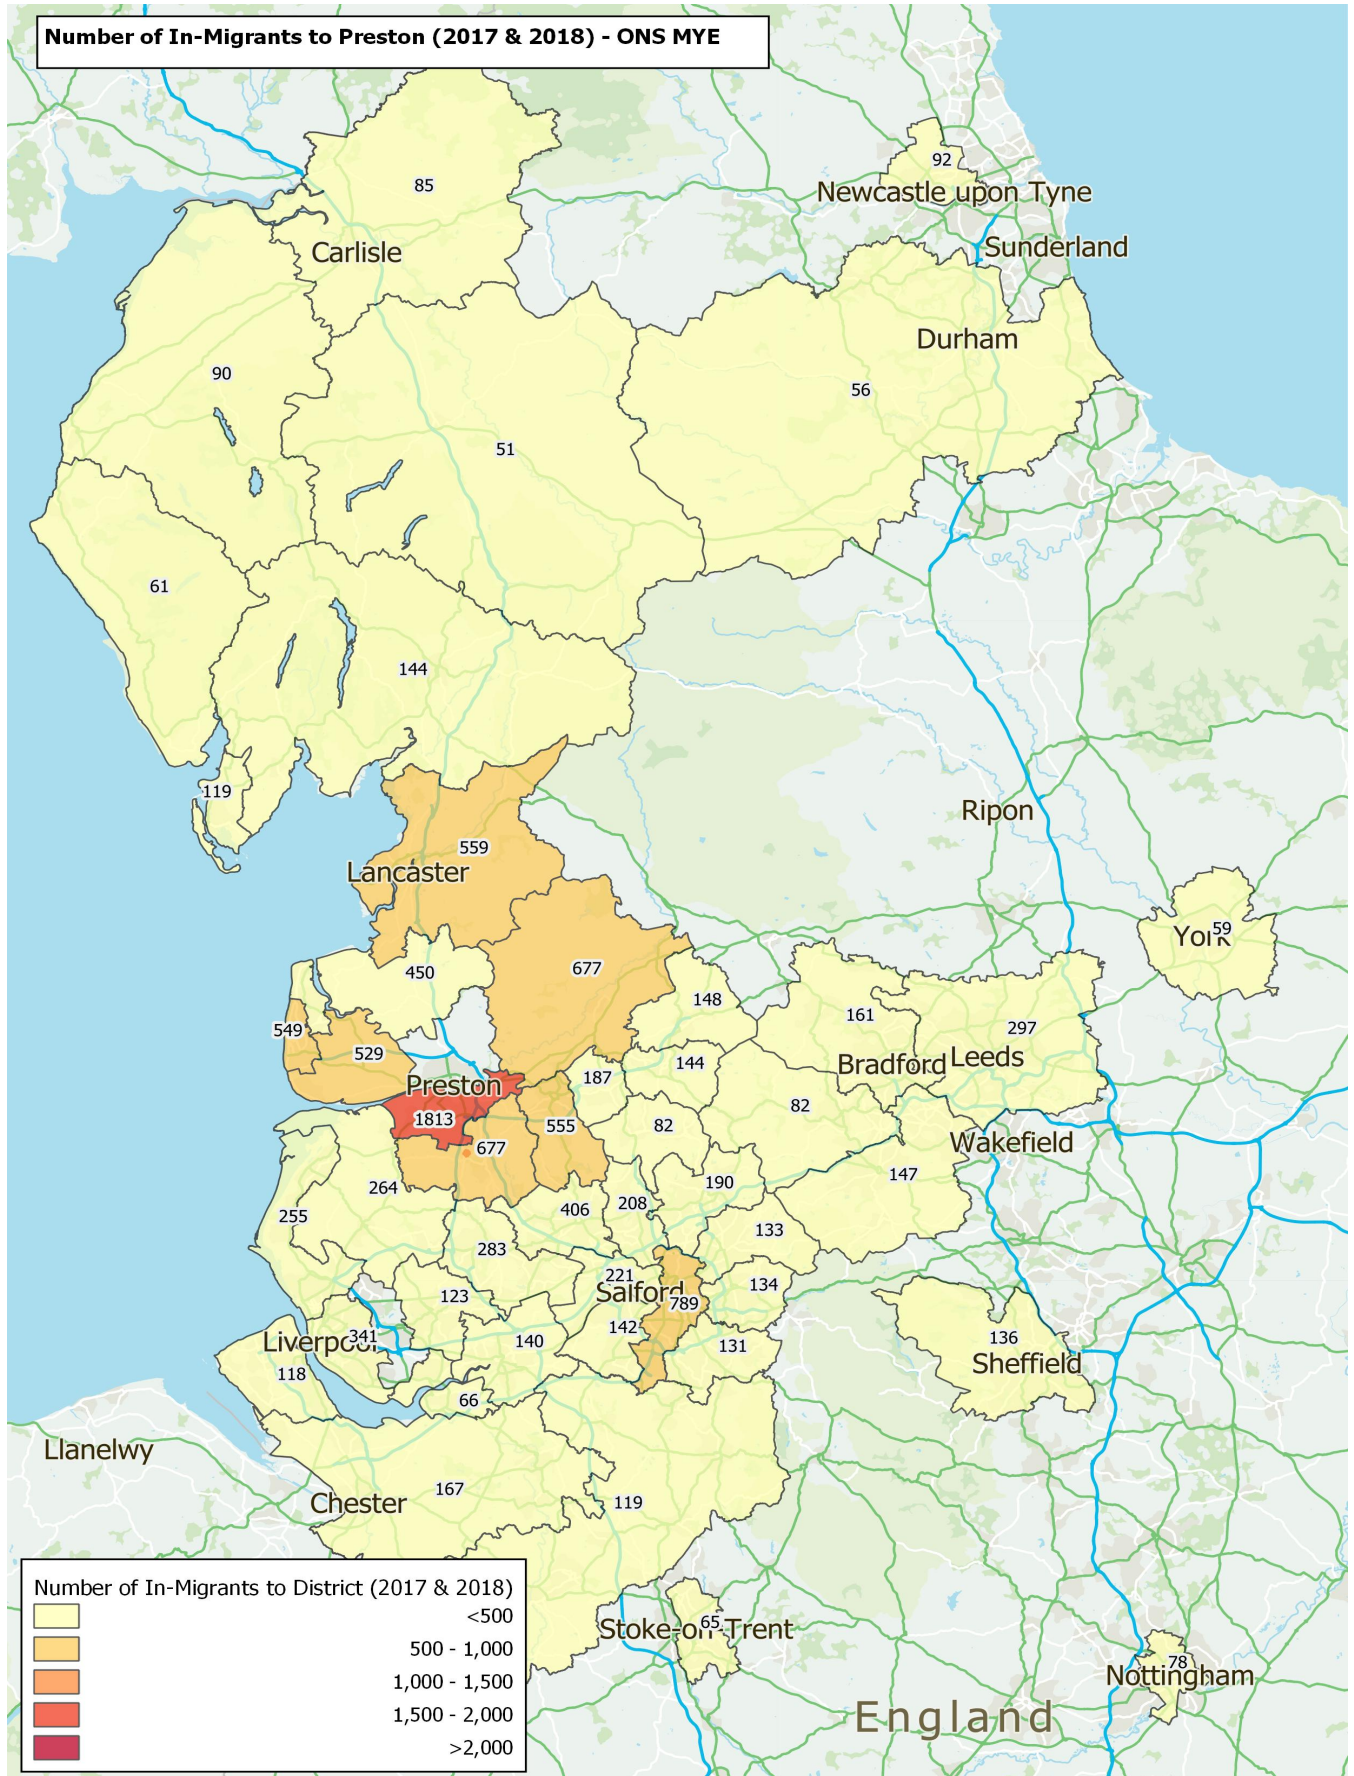 Number of In-Migrants to Preston (2017 & 2018) - ONS MYE
92
85
Newcastle upon Tyne
Sunderland
Carlisle
Durham
90
56
51
61
144
119
Ripon
559
Lancaster
59
York
450
677
148
549
161
297
529
144
Bradford
Leeds
187
Preston
82
1813
555
82
677
Wakefield
264
190
147
208
406
255
133
283
221
134
Salford
123
789
142
341
Liverpool
140
131
136
Sheffield
118
66
Llanelwy
167
Chester
119
65
Stoke-on-Trent
78
Nottingham
England
Number of In-Migrants to District (2017 & 2018)
<500
500 - 1,000
1,000 - 1,500
1,500 - 2,000
>2,000